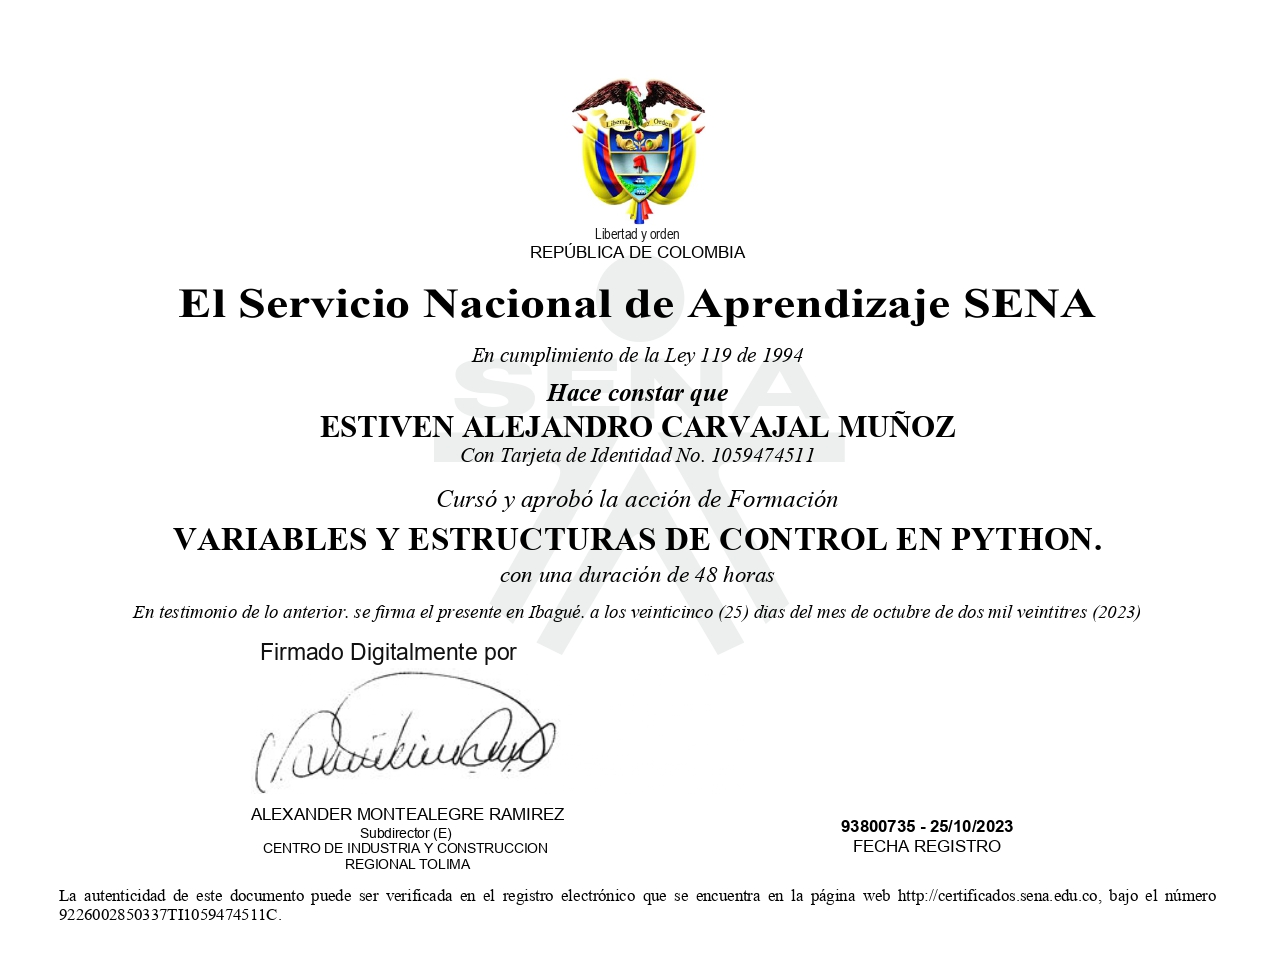 Libertad y Orden
Libertad y orden
REPÚBLICA DE COLOMBIA
El Servicio Nacional de Aprendizaje SENA
En cumplimiento de la Ley 119 de 1994
SENA
Hace constar que
ESTIVEN ALEJANDRO CARVAJAL MUÑOZ
Con Tarjeta de Identidad No. 1059474511
Cursó y aprobó la acción de Formación
VARIABLES Y ESTRUCTURAS DE CONTROL EN PYTHON.
con una duración de 48 horas
En testimonio de lo anterior. se firma el presente en Ibagué. a los veinticinco (25) dias del mes de octubre de dos mil veintitres (2023)
Firmado Digitalmente por
ALEXANDER MONTEALEGRE RAMIREZ
Subdirector (E)
CENTRO DE INDUSTRIA Y CONSTRUCCION
REGIONAL TOLIMA
93800735 - 25/10/2023
FECHA REGISTRO
La autenticidad de este documento puede ser verificada en el registro electrónico que se encuentra en la página web http://certificados.sena.edu.co, bajo el número
9226002850337TI1059474511C.